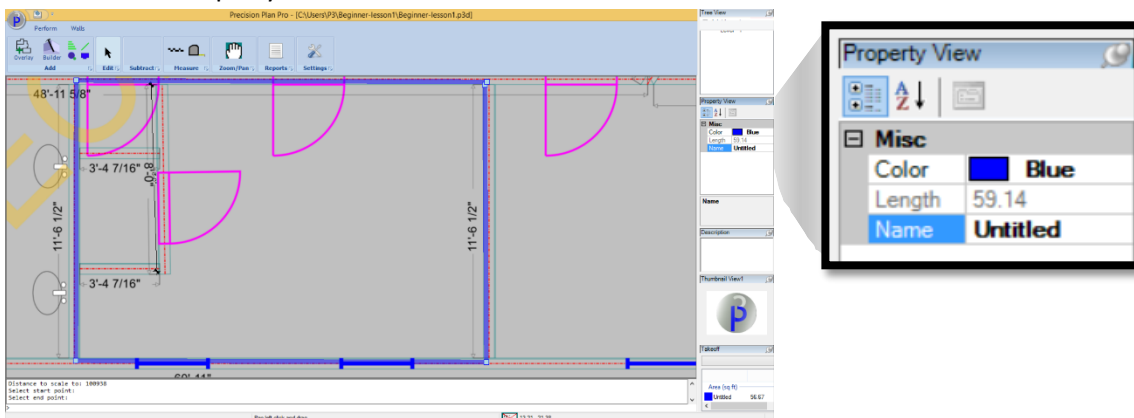 Precision Plan Pro - [C:\Users\P3\Beginner-lesson1\Beginner-lesson1.p3d]
Perform Walls
Overlay Builder
Add Edit Subtract Measure Zoom/Pan Reports Settings
48'-11 5/8"
3'-4 7/16"
8'-0"
11'-6 1/2"
11'-6 1/2"
3'-4 7/16"
60'-11"
Distance to scale to: 100938
Select start point:
Select end point:
>
Tree View
Property View
Misc
Color Blue
Length 59.14
Name Untitled
Name
Description
Thumbnail View1
p3
Takeoff
Area (sq ft)
Untitled 56.67
Property View
A
Z
Misc
Color Blue
Length 59.14
Name Untitled